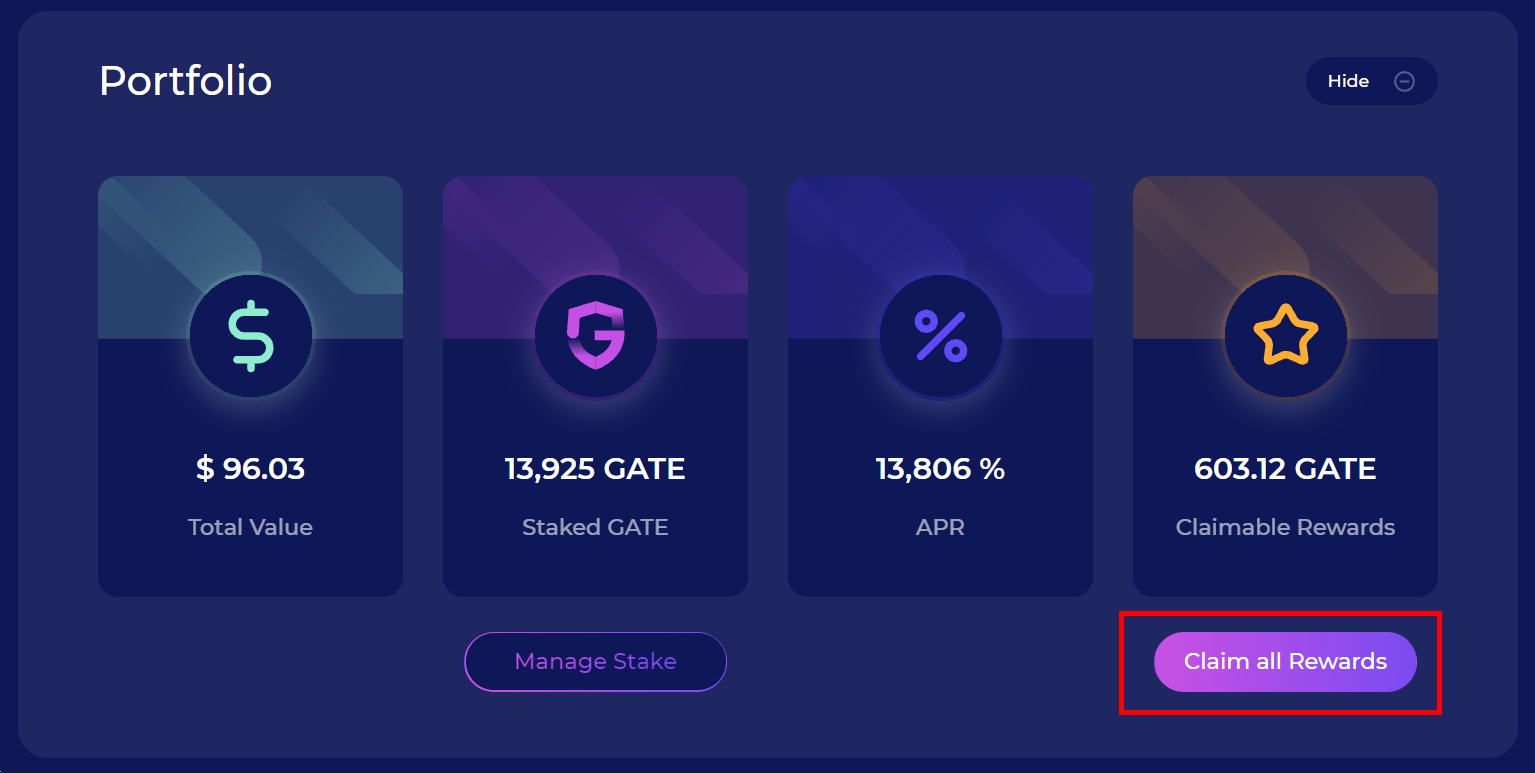 Portfolio
Hide
$ 96.03
Total Value
13,925 GATE
Staked GATE
13,806 %
APR
603.12 GATE
Claimable Rewards
Manage Stake
Claim all Rewards